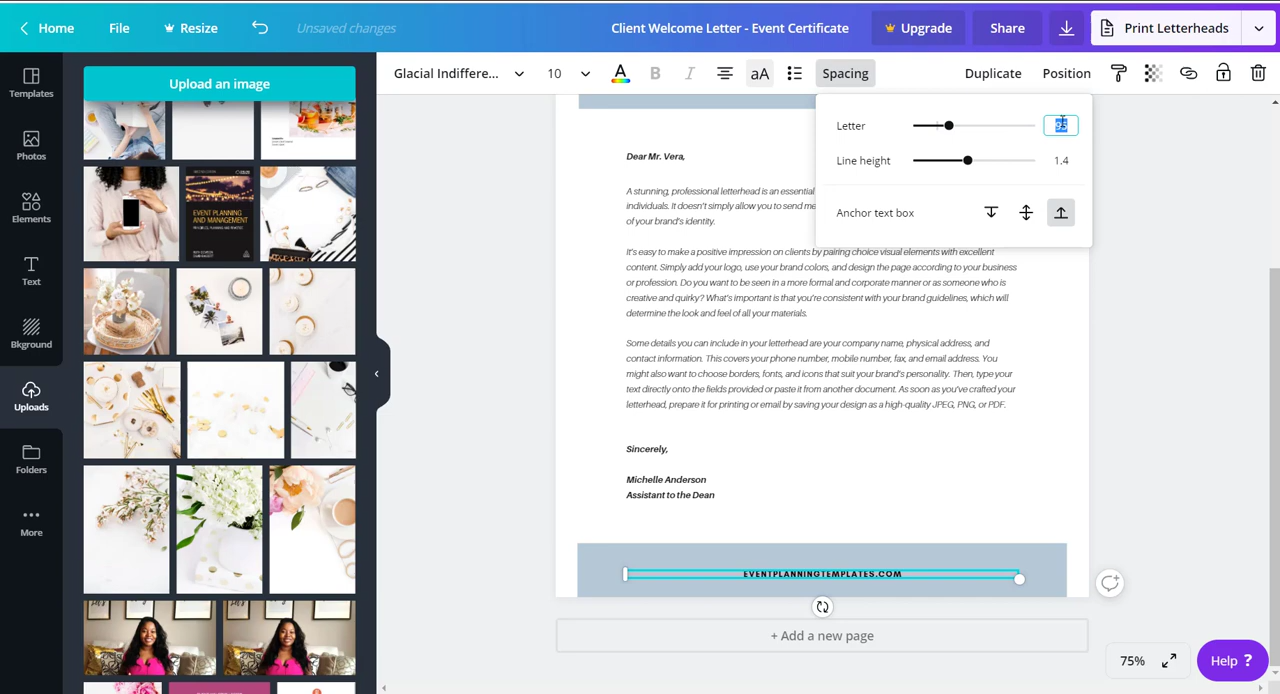 Home File Resize Unsaved changes Client Welcome Letter - Event Certificate Upgrade Share Print Letterheads
Glacial Indiffere... 10 A B I aA Spacing Duplicate Position
Templates
Photos
Elements
Text
Bkground
Uploads
Folders
More
Upload an image
EVENT PLANNING
AND MANAGEMENT
Letter
Line height 1.4
Anchor text box
Dear Mr. Vera,
A stunning, professional letterhead is an essential
individuals. It doesn't simply allow you to send me
of your brand's identity.
It's easy to make a positive impression on clients by pairing choice visual elements with excellent
content. Simply add your logo, use your brand colors, and design the page according to your business
or profession. Do you want to be seen in a more formal and corporate manner or as someone who is
creative and quirky? What's important is that you're consistent with your brand guidelines, which will
determine the look and feel of all your materials.
Some details you can include in your letterhead are your company name, physical address, and
contact information. This covers your phone number, mobile number, fax, and email address. You
might also want to choose borders, fonts, and icons that suit your brand's personality. Then, type your
text directly onto the fields provided or paste it from another document. As soon as you've crafted your
letterhead, prepare it for printing or email by saving your design as a high-quality JPEG, PNG, or PDF.
Sincerely,
Michelle Anderson
Assistant to the Dean
EVENTPLANNINGTEMPLATES.COM
+ Add a new page
75%
Help ?